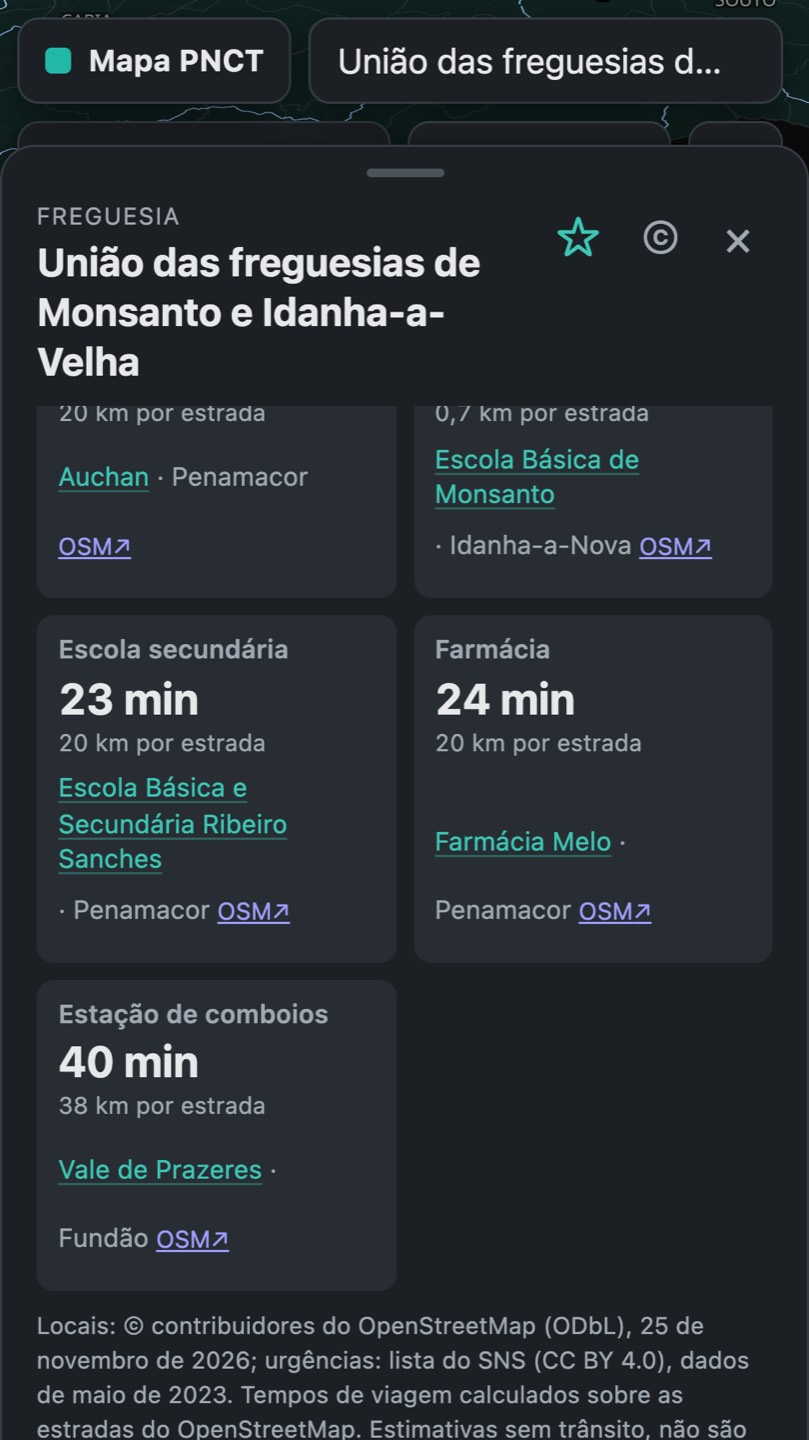 CARIA
SOUTO
Mapa PNCT
União das freguesias d...
FREGUESIA
União das freguesias de
Monsanto e Idanha-a-
Velha
©
20 km por estrada
Auchan · Penamacor
OSM↗
0,7 km por estrada
Escola Básica de
Monsanto
· Idanha-a-Nova OSM↗
Escola secundária
23 min
20 km por estrada
Escola Básica e
Secundária Ribeiro
Sanches
· Penamacor OSM↗
Farmácia
24 min
20 km por estrada
Farmácia Melo ·
Penamacor OSM↗
Estação de comboios
40 min
38 km por estrada
Vale de Prazeres ·
Fundão OSM↗
Locais: © contribuidores do OpenStreetMap (ODbL), 25 de
novembro de 2026; urgências: lista do SNS (CC BY 4.0), dados
de maio de 2023. Tempos de viagem calculados sobre as
estradas do OpenStreetMap. Estimativas sem trânsito, não são